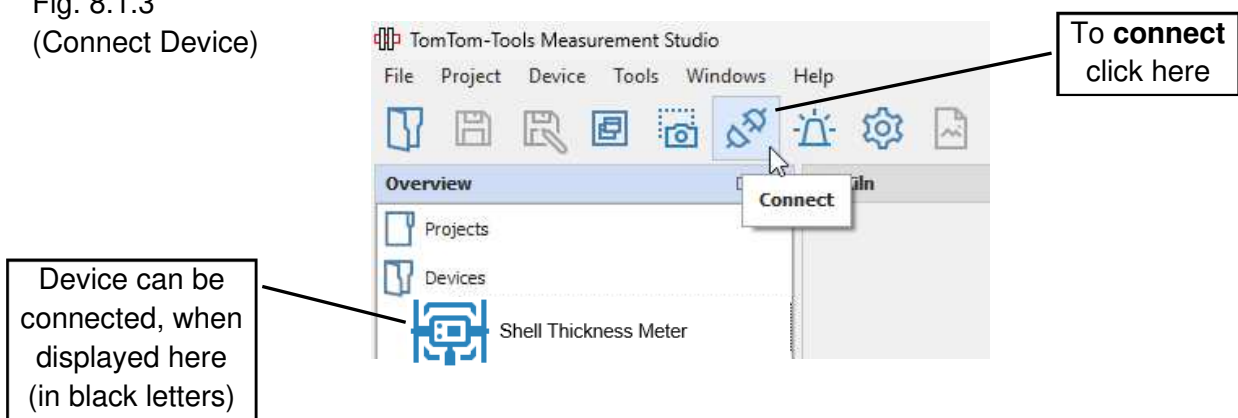 Fig. 8.1.3
(Connect Device)
TomTom-Tools Measurement Studio
File Project Device Tools Windows Help
To connect
click here
Overview
Connect
Projects
Devices
Shell Thickness Meter
Device can be
connected, when
displayed here
(in black letters)